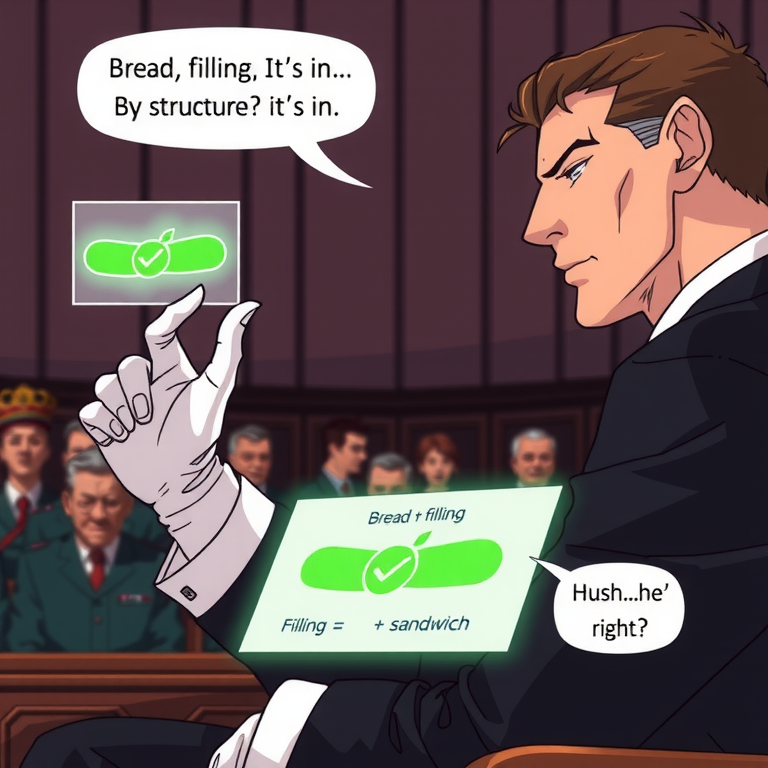 Bread, filling, It's in...
By structure? it's in.
Bread + filling
Filling = + sandwich
Hush...he'
right?